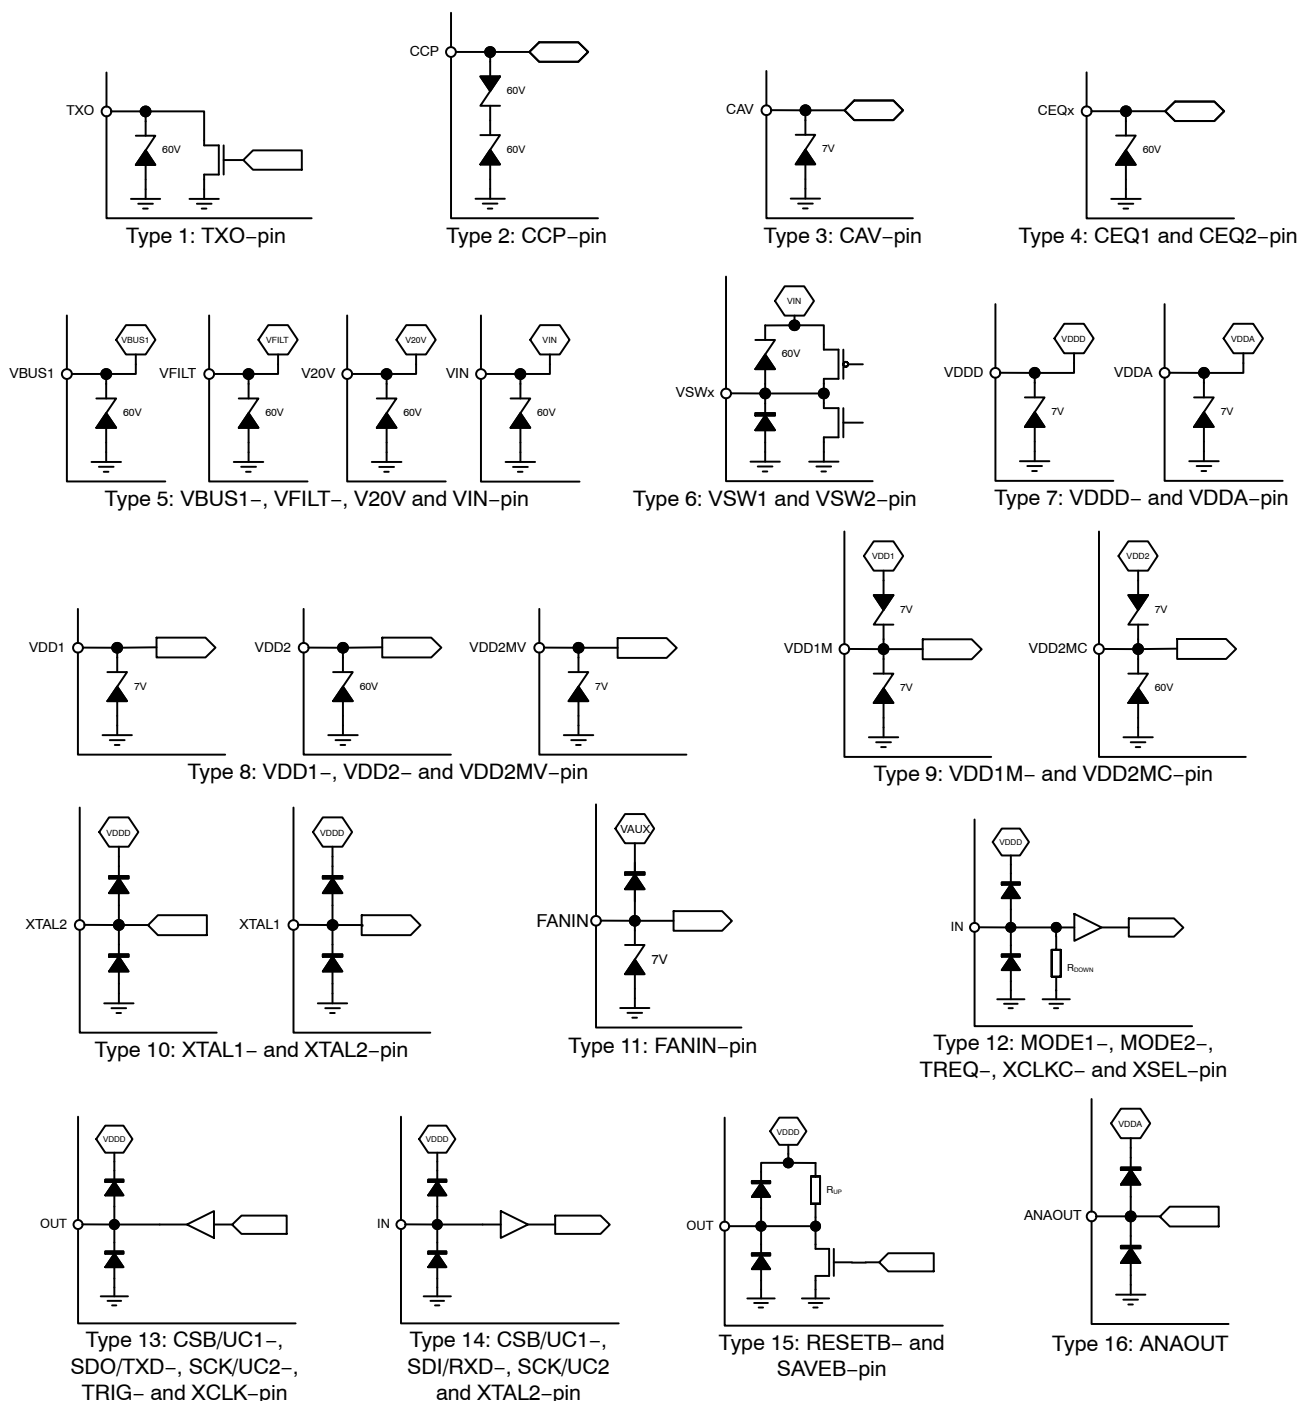 CCP
60V
60V
TXO
60V
CAV
7V
CEQx
60V
Type 1: TXO−pin
Type 2: CCP−pin
Type 3: CAV−pin
Type 4: CEQ1 and CEQ2−pin
VBUS1
VBUS1
60V
VFILT
VFILT
60V
V20V
V20V
60V
VIN
VIN
60V
VIN
60V
VSWx
VDDD
VDDD
7V
VDDA
VDDA
7V
Type 5: VBUS1−, VFILT−, V20V and VIN−pin
Type 6: VSW1 and VSW2−pin
Type 7: VDDD− and VDDA−pin
VDD1
7V
VDD2
60V
VDD2MV
7V
VDD1
7V
VDD1M
7V
VDD2
7V
VDD2MC
60V
Type 8: VDD1−, VDD2− and VDD2MV−pin
Type 9: VDD1M− and VDD2MC−pin
VDDD
XTAL2
VDDD
XTAL1
VAUX
FANIN
7V
VDDD
IN
RDOWN
Type 10: XTAL1− and XTAL2−pin
Type 11: FANIN−pin
Type 12: MODE1−, MODE2−,
TREQ−, XCLKC− and XSEL−pin
VDDD
OUT
VDDD
IN
VDDD
RUP
OUT
VDDA
ANAOUT
Type 13: CSB/UC1−,
SDO/TXD−, SCK/UC2−,
TRIG− and XCLK−pin
Type 14: CSB/UC1−,
SDI/RXD−, SCK/UC2
and XTAL2−pin
Type 15: RESETB− and
SAVEB−pin
Type 16: ANAOUT